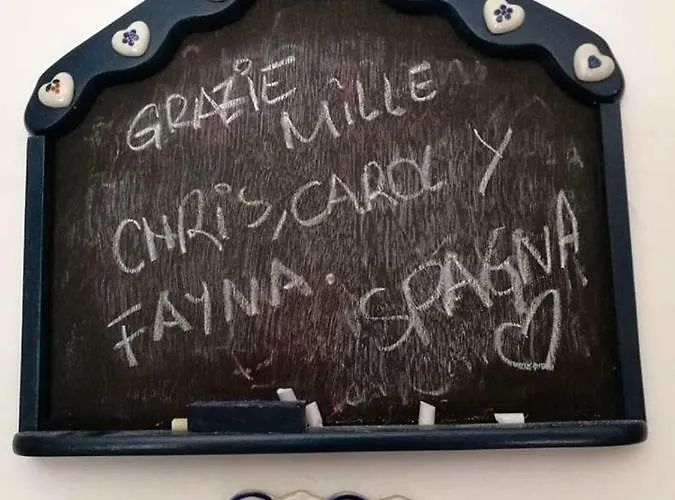 GRAZIE
MILLE
CHRIS, CAROL Y
FAYNA.
SPAGNA